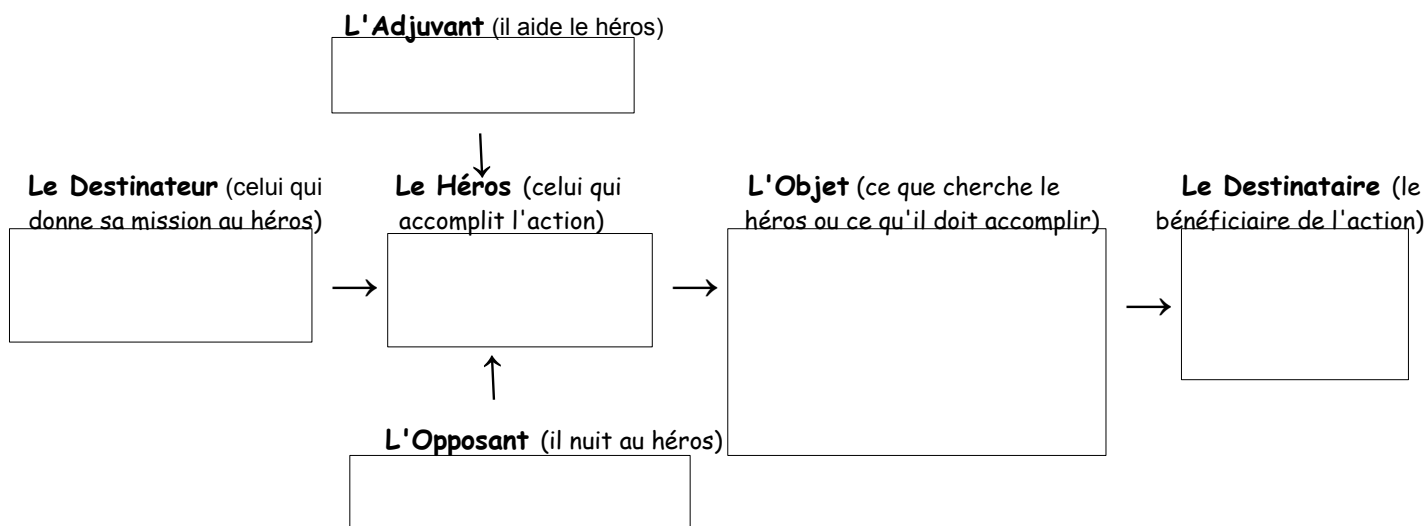 L'Adjuvant (il aide le héros)
Le Destinateur (celui qui
donne sa mission au héros)
Le Héros (celui qui
accomplit l'action)
L'Objet (ce que cherche le
héros ou ce qu'il doit accomplir)
Le Destinataire (le
bénéficiaire de l'action)
L'Opposant (il nuit au héros)